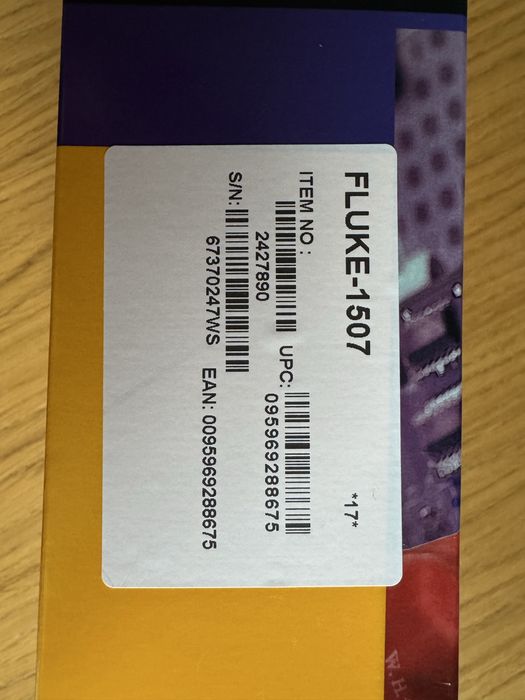 FLUKE-1507
*17*
ITEM NO :
2427890
UPC:
095969288675
S/N:
67370247WS
EAN: 0095969288675
W.H